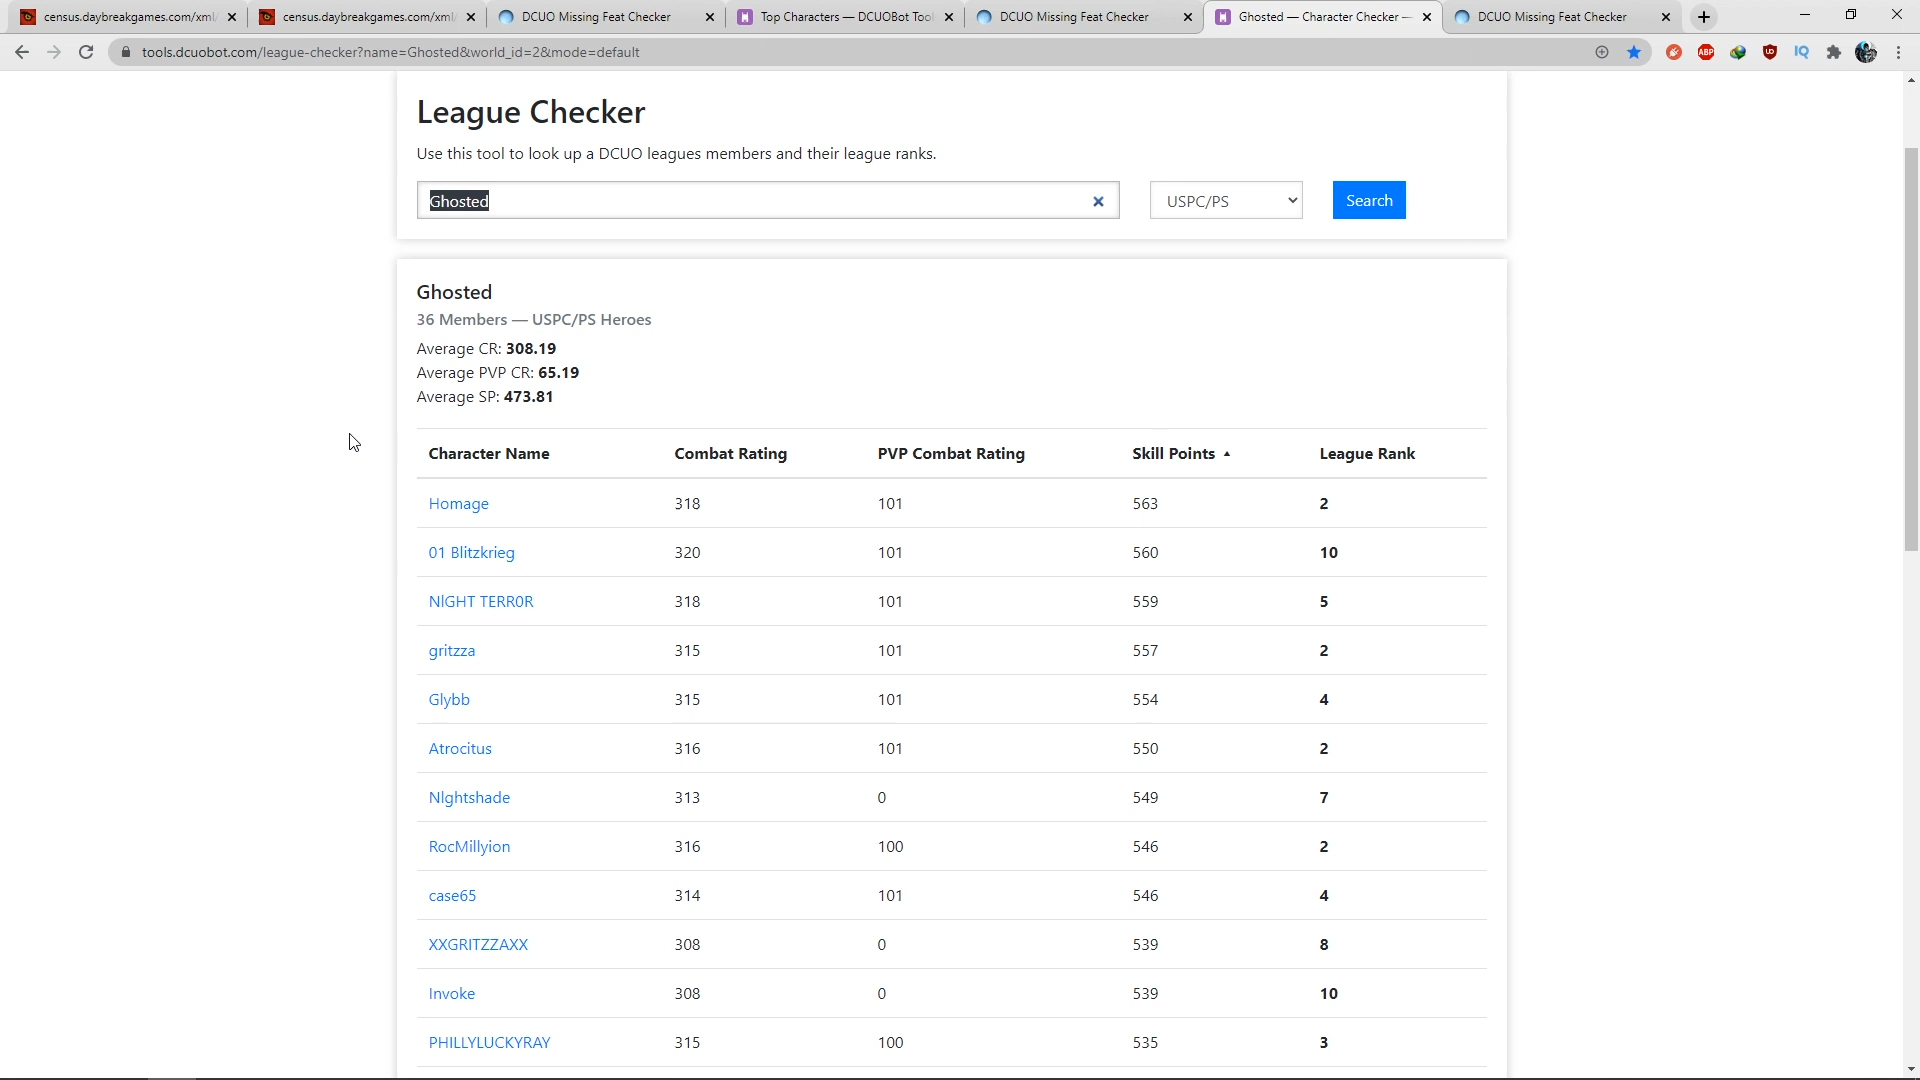 census.daybreakgames.com/xml/
census.daybreakgames.com/xml/
DCUO Missing Feat Checker
Top Characters — DCUOBot Tool
DCUO Missing Feat Checker
Ghosted — Character Checker —
DCUO Missing Feat Checker
tools.dcuobot.com/league-checker?name=Ghosted&world_id=2&mode=default
ABP
IQ
League Checker
Use this tool to look up a DCUO leagues members and their league ranks.
Ghosted
USPC/PS
Search
Ghosted
36 Members — USPC/PS Heroes
Average CR: 308.19
Average PVP CR: 65.19
Average SP: 473.81
Character Name Combat Rating PVP Combat Rating Skill Points League Rank
Homage 318 101 563 2
01 Blitzkrieg 320 101 560 10
NIGHT TERR0R 318 101 559 5
gritzza 315 101 557 2
Glybb 315 101 554 4
Atrocitus 316 101 550 2
NIghtshade 313 0 549 7
RocMillyion 316 100 546 2
case65 314 101 546 4
XXGRITZZAXX 308 0 539 8
Invoke 308 0 539 10
PHILLYLUCKYRAY 315 100 535 3